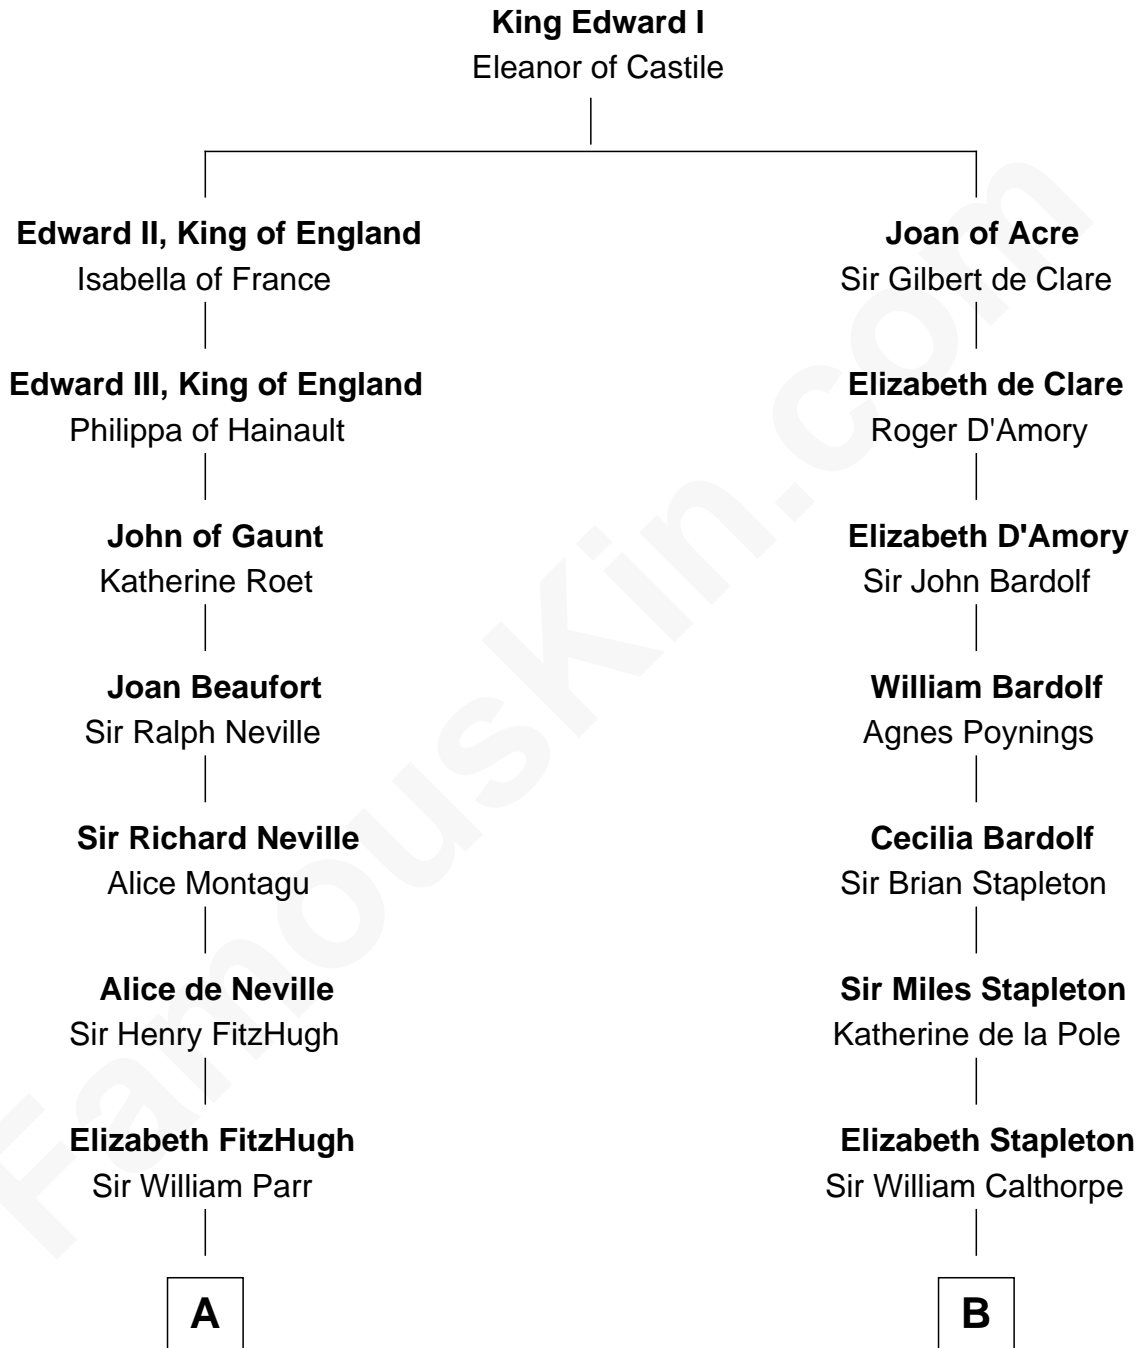 King Edward I
Eleanor of Castile
Edward II, King of England
Isabella of France
Joan of Acre
Sir Gilbert de Clare
Edward III, King of England
Philippa of Hainault
Elizabeth de Clare
Roger D'Amory
John of Gaunt
Katherine Roet
Elizabeth D'Amory
Sir John Bardolf
Joan Beaufort
Sir Ralph Neville
William Bardolf
Agnes Poynings
Sir Richard Neville
Alice Montagu
Cecilia Bardolf
Sir Brian Stapleton
Alice de Neville
Sir Henry FitzHugh
Sir Miles Stapleton
Katherine de la Pole
Elizabeth FitzHugh
Sir William Parr
Elizabeth Stapleton
Sir William Calthorpe
A
B
FamousKin.com